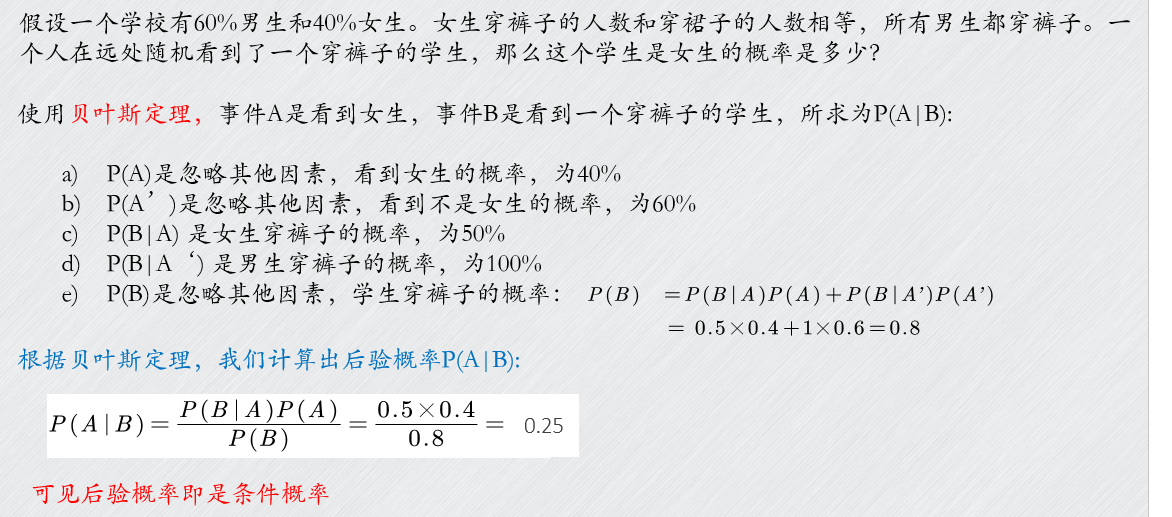 假设一个学校有60%男生和40%女生。女生穿裤子的人数和穿裙子的人数相等，所有男生都穿裤子。一
个人在远处随机看到了一个穿裤子的学生，那么这个学生是女生的概率是多少？
使用贝叶斯定理，事件A是看到女生，事件B是看到一个穿裤子的学生，所求为P(A|B):
a) P(A)是忽略其他因素，看到女生的概率，为40%
b) P(A’)是忽略其他因素，看到不是女生的概率，为60%
c) P(B|A) 是女生穿裤子的概率，为50%
d) P(B|A‘) 是男生穿裤子的概率，为100%
e) P(B)是忽略其他因素，学生穿裤子的概率： P(B) =P(B|A)P(A)+P(B|A’)P(A’)
= 0.5×0.4+1×0.6=0.8
根据贝叶斯定理，我们计算出后验概率P(A|B):
P(A|B)= P(B|A)P(A) / P(B) = 0.5×0.4 / 0.8 = 0.25
可见后验概率即是条件概率